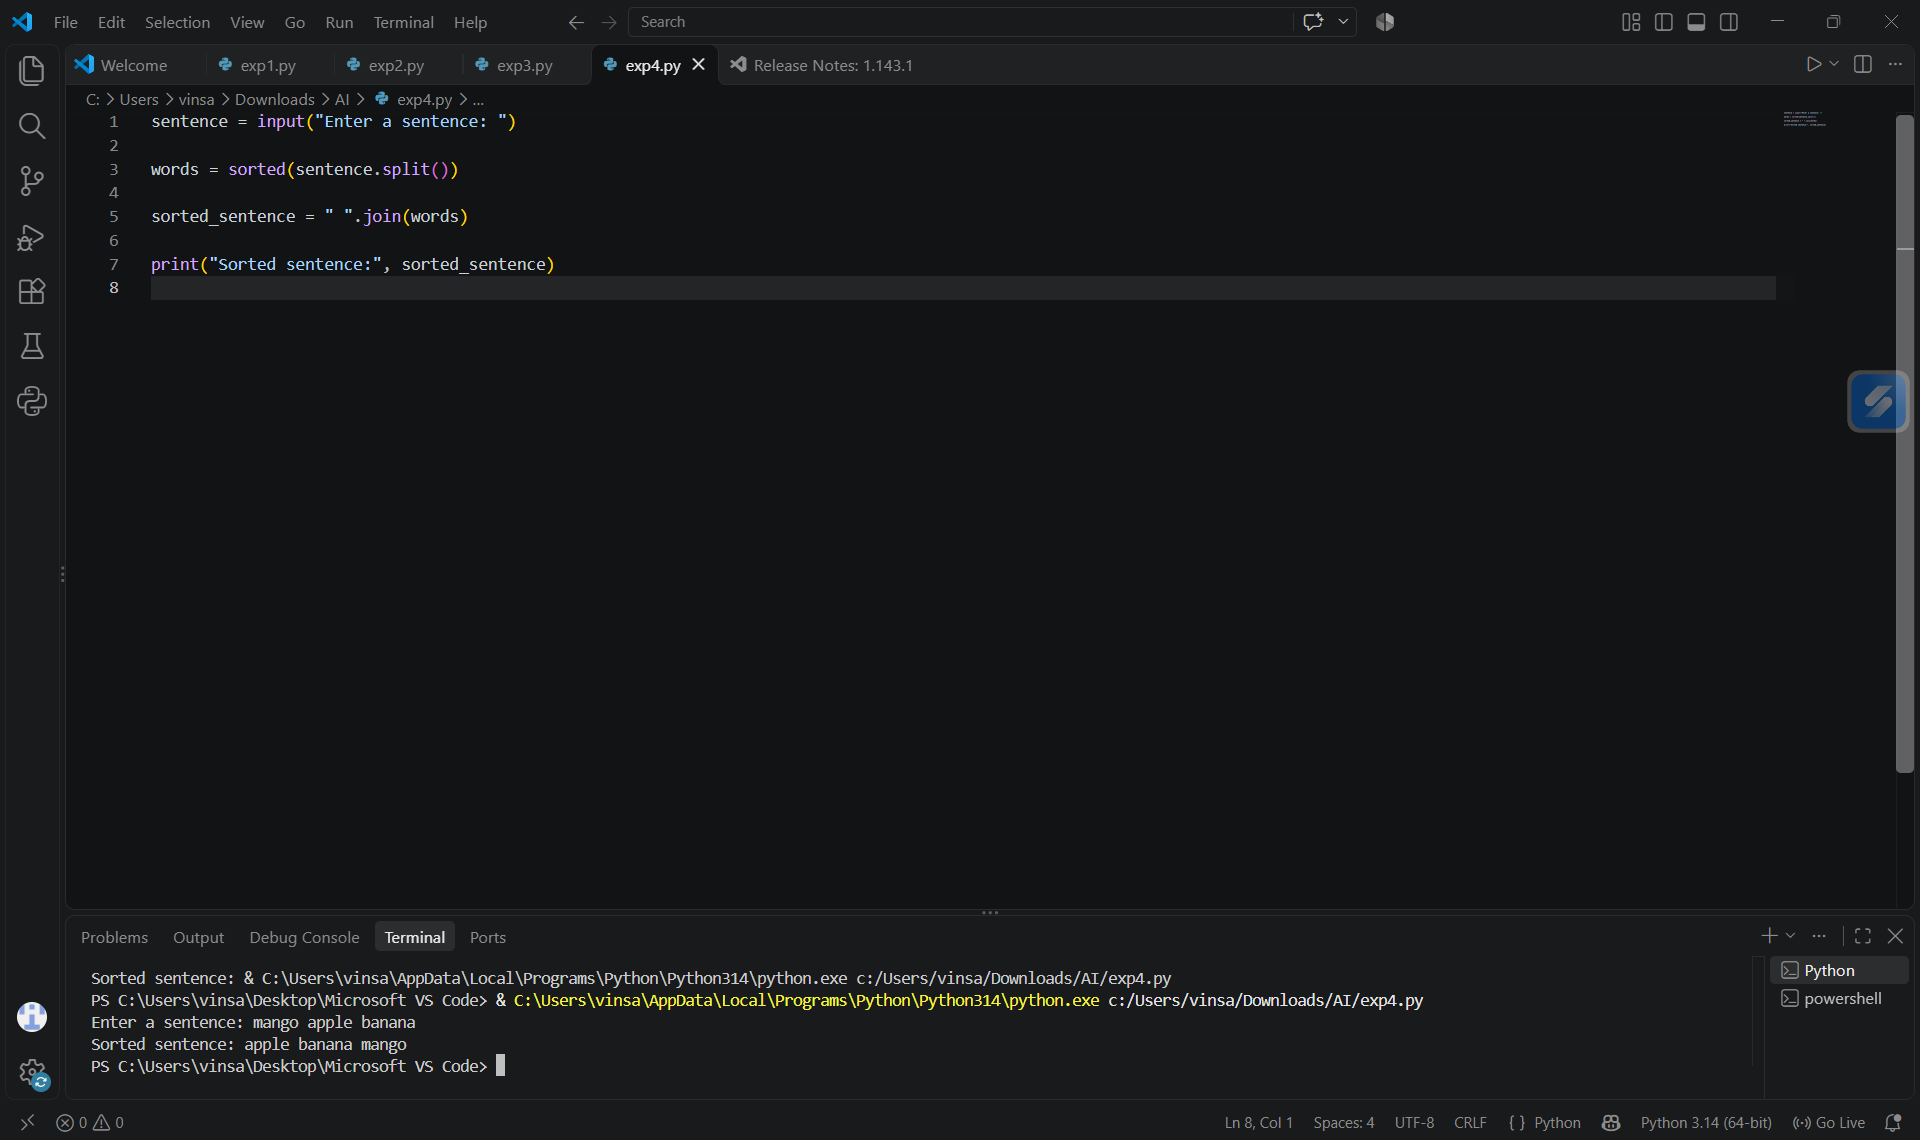 File Edit Selection View Go Run Terminal Help Search
Welcome exp1.py exp2.py exp3.py exp4.py Release Notes: 1.143.1
C: > Users > vinsa > Downloads > AI > exp4.py > ...
1 sentence = input("Enter a sentence: ")
2
3 words = sorted(sentence.split())
4
5 sorted_sentence = " ".join(words)
6
7 print("Sorted sentence:", sorted_sentence)
8
Problems Output Debug Console Terminal Ports
Sorted sentence: & C:\Users\vinsa\AppData\Local\Programs\Python\Python314\python.exe c:/Users/vinsa/Downloads/AI/exp4.py
PS C:\Users\vinsa\Desktop\Microsoft VS Code> & C:\Users\vinsa\AppData\Local\Programs\Python\Python314\python.exe c:/Users/vinsa/Downloads/AI/exp4.py
Enter a sentence: mango apple banana
Sorted sentence: apple banana mango
PS C:\Users\vinsa\Desktop\Microsoft VS Code>
Python
powershell
0 0 Ln 8, Col 1 Spaces: 4 UTF-8 CRLF { } Python Python 3.14 (64-bit) Go Live